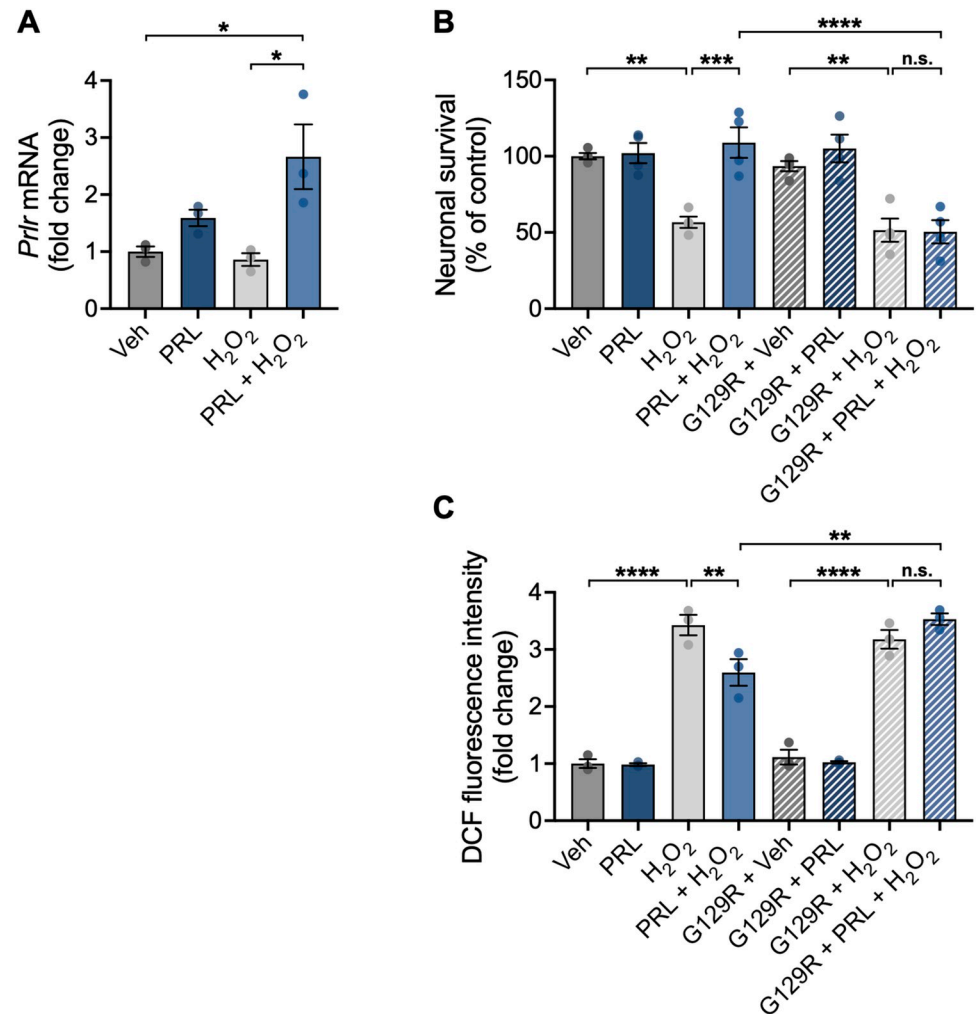 A
*
*
4
3
2
1
0
Prlr mRNA
(fold change)
Veh
PRL
H₂O₂
PRL + H₂O₂
B
****
** *** ** n.s.
150
100
50
0
Neuronal survival
(% of control)
Veh
PRL
H₂O₂
PRL + H₂O₂
G129R + Veh
G129R + PRL
G129R + H₂O₂
G129R + PRL + H₂O₂
C
**
**** ** **** n.s.
4
3
2
1
0
DCF fluorescence intensity
(fold change)
Veh
PRL
H₂O₂
PRL + H₂O₂
G129R + Veh
G129R + PRL
G129R + H₂O₂
G129R + PRL + H₂O₂